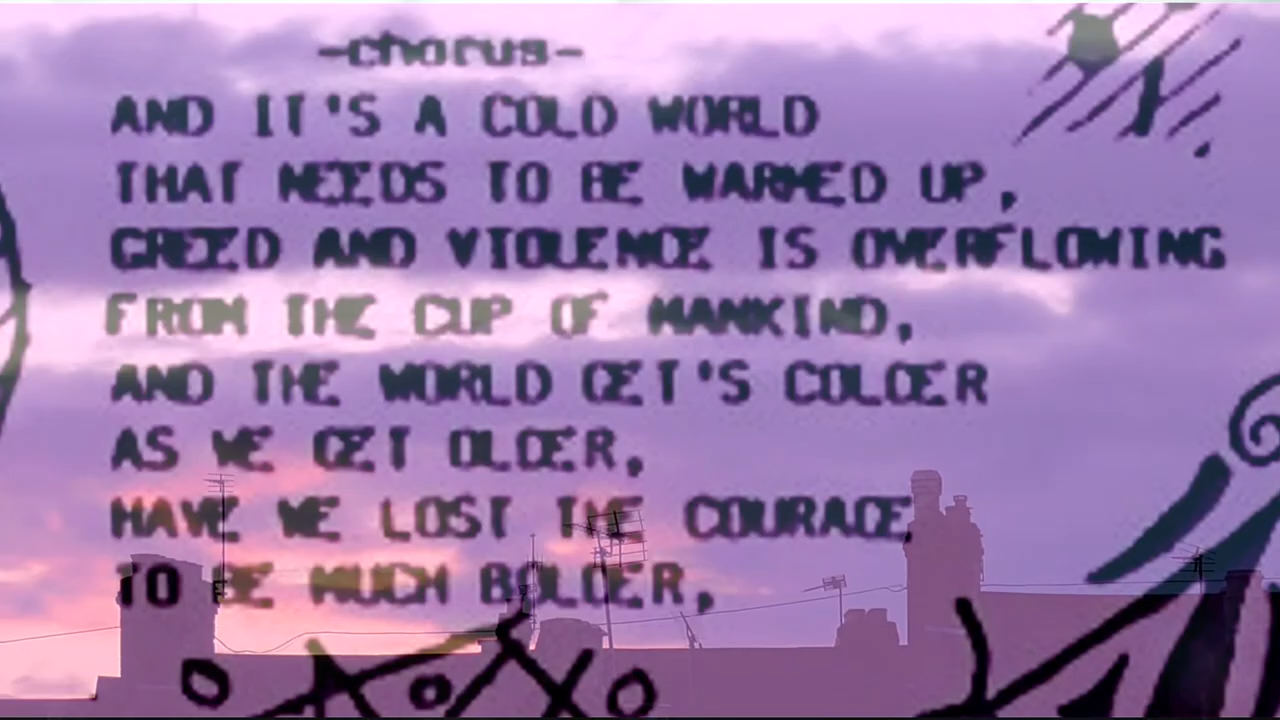 -chorus-
AND IT'S A COLD WORLD
THAT NEEDS TO BE WARMED UP,
GREED AND VIOLENCE IS OVERFLOWING
FROM THE CUP OF MANKIND,
AND THE WORLD GET'S COLDER
AS WE GET OLDER,
HAVE WE LOST THE COURAGE
TO BE MUCH BOLDER,